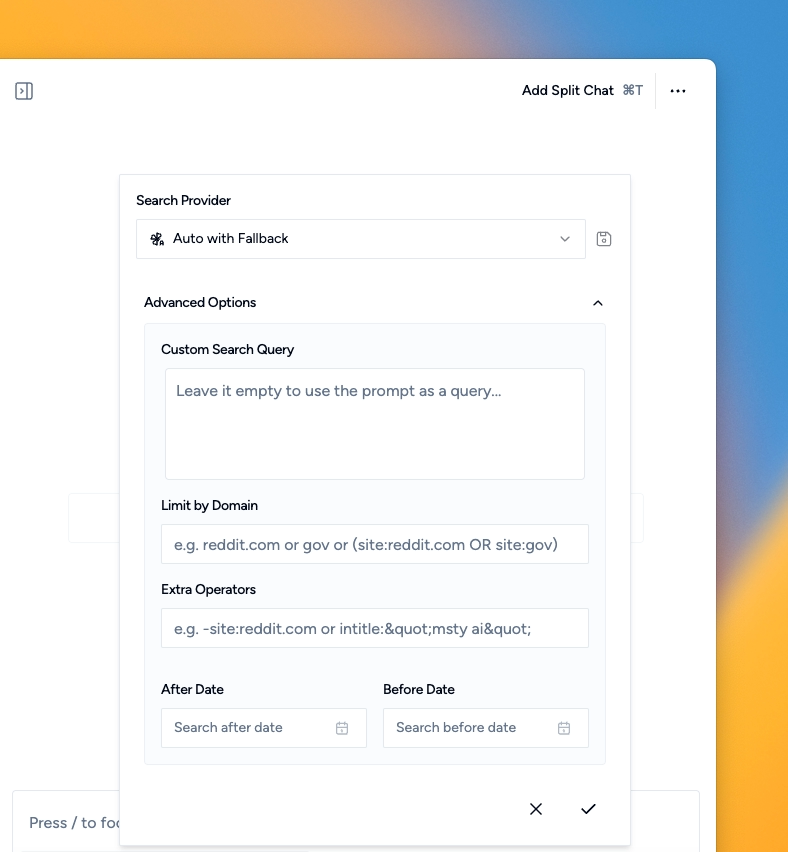 Add Split Chat ⌘T
Search Provider
Auto with Fallback
Advanced Options
Custom Search Query
Leave it empty to use the prompt as a query...
Limit by Domain
e.g. reddit.com or gov or (site:reddit.com OR site:gov)
Extra Operators
e.g. -site:reddit.com or intitle:&quot;msty ai&quot;
After Date Before Date
Search after date Search before date
Press / to